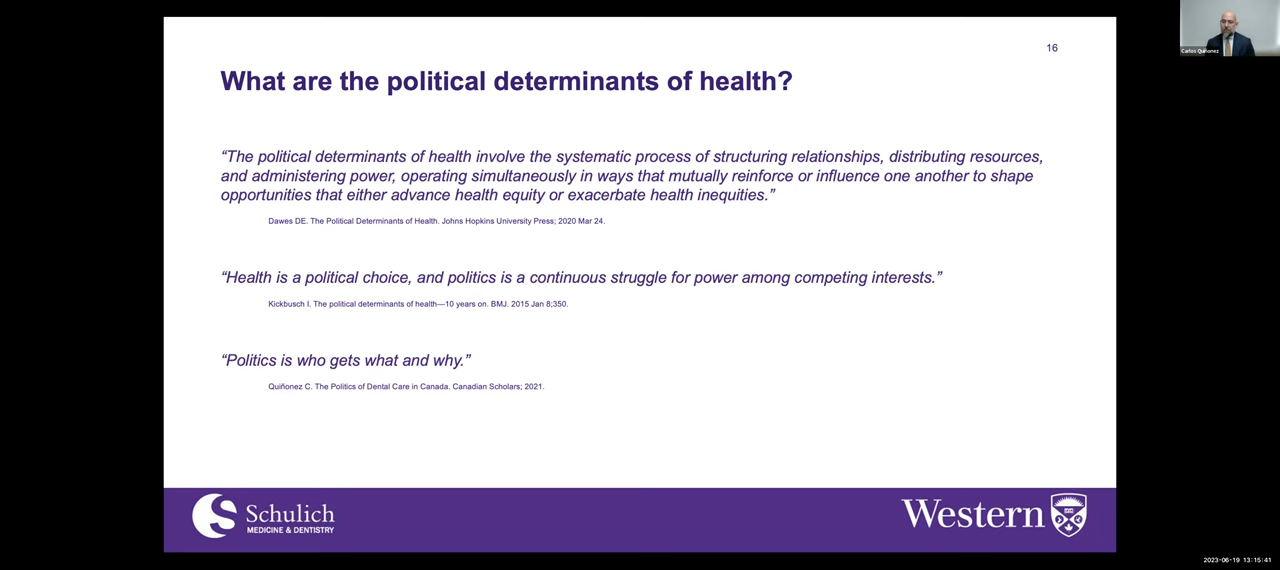 Carlos Quiñonez
16
What are the political determinants of health?
“The political determinants of health involve the systematic process of structuring relationships, distributing resources,
and administering power, operating simultaneously in ways that mutually reinforce or influence one another to shape
opportunities that either advance health equity or exacerbate health inequities.”
Dawes DE. The Political Determinants of Health. Johns Hopkins University Press; 2020 Mar 24.
“Health is a political choice, and politics is a continuous struggle for power among competing interests.”
Kickbusch I. The political determinants of health—10 years on. BMJ. 2015 Jan 8;350.
“Politics is who gets what and why.”
Quiñonez C. The Politics of Dental Care in Canada. Canadian Scholars; 2021.
Schulich
MEDICINE & DENTISTRY
Western
2023-06-19 13:15:41